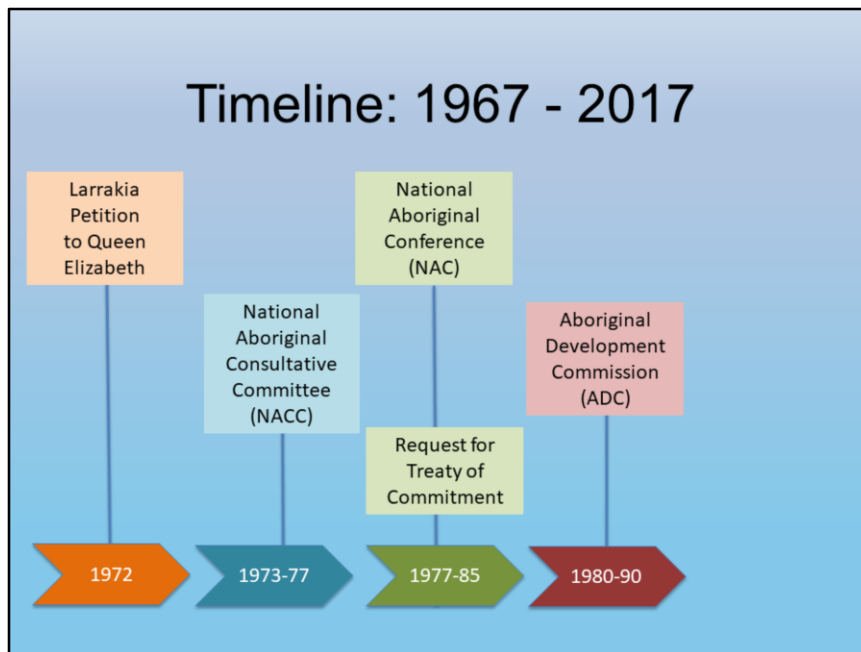 Timeline: 1967 - 2017
Larrakia
Petition
to Queen
Elizabeth
National
Aboriginal
Consultative
Committee
(NACC)
National
Aboriginal
Conference
(NAC)
Request for
Treaty of
Commitment
Aboriginal
Development
Commission
(ADC)
1972
1973-77
1977-85
1980-90